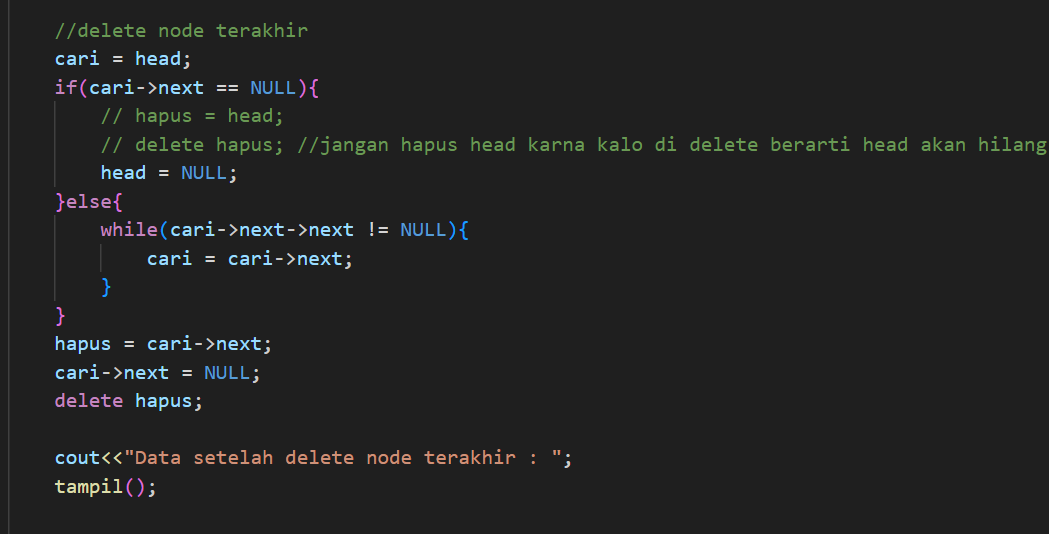 //delete node terakhir
cari = head;
if(cari->next == NULL){
// hapus = head;
// delete hapus; //jangan hapus head karna kalo di delete berarti head akan hilang
head = NULL;
}else{
while(cari->next->next != NULL){
cari = cari->next;
}
}
hapus = cari->next;
cari->next = NULL;
delete hapus;
cout<<"Data setelah delete node terakhir : ";
tampil();